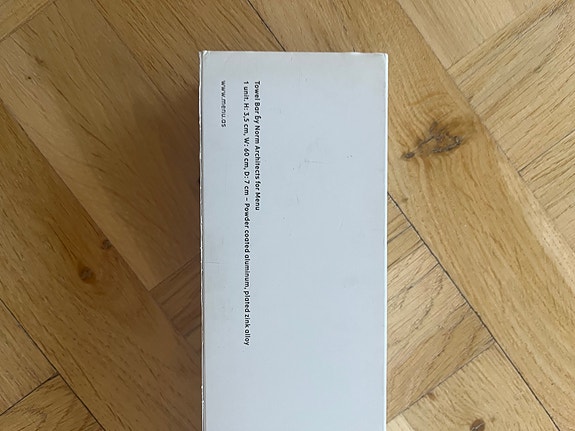 Towel Bar by Norm Architects for Menu
1 unit. H: 3,5 cm, W: 60 cm, D: 7 cm – Powder coated aluminum, plated zink alloy
www.menu.as